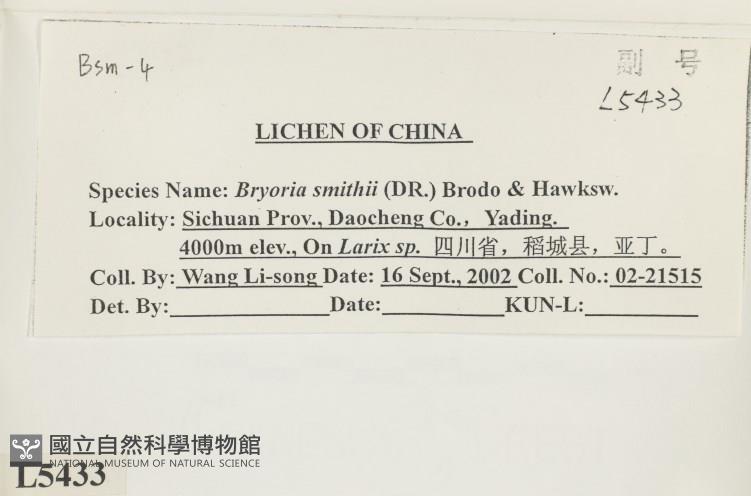 Bsm-4
副 号
L5433
LICHEN OF CHINA
Species Name: Bryoria smithii (DR.) Brodo & Hawksw.
Locality: Sichuan Prov., Daocheng Co., Yading.
4000m elev., On Larix sp. 四川省，稻城县，亚丁。
Coll. By: Wang Li-song Date: 16 Sept., 2002 Coll. No.: 02-21515
Det. By: Date: KUN-L:
國立自然科學博物館
NATIONAL MUSEUM OF NATURAL SCIENCE
L5433